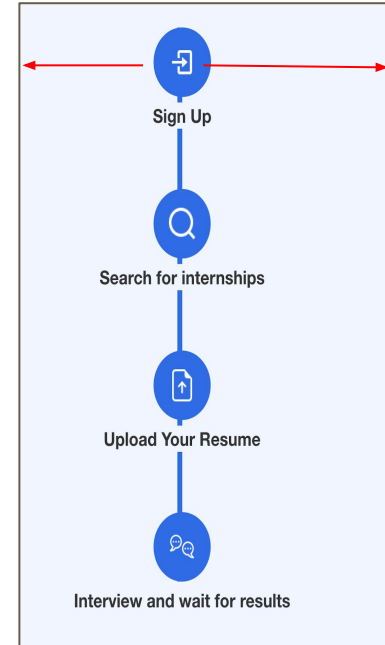 Sign Up
Search for internships
Upload Your Resume
Interview and wait for results